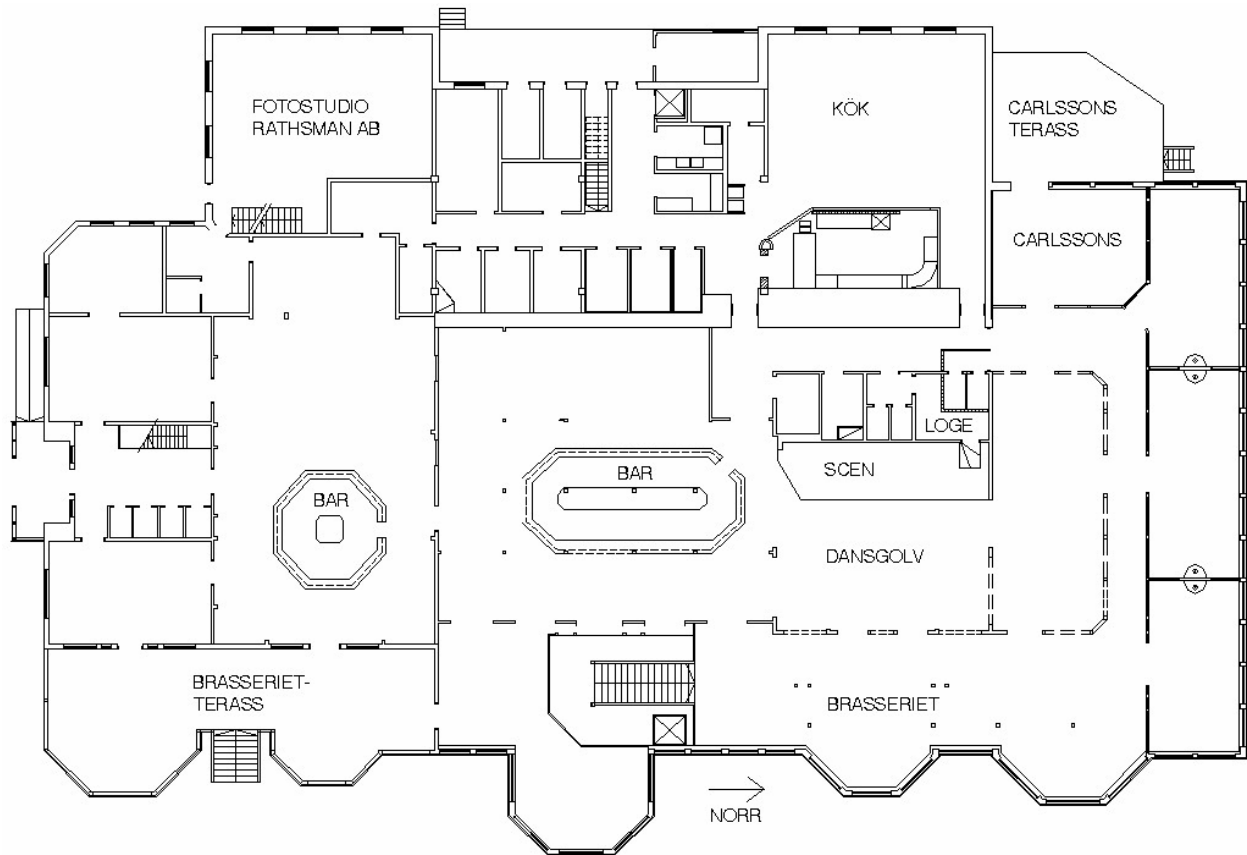 FOTOSTUDIO
RATHSMAN AB
KÖK
CARLSSONS
TERASS
CARLSSONS
LOGE
BAR
SCEN
BAR
DANSGOLV
BRASSERIET-
TERASS
BRASSERIET
NORR